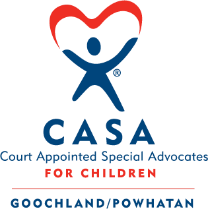 ®
CASA
Court Appointed Special Advocates
FOR CHILDREN
GOOCHLAND/POWHATAN